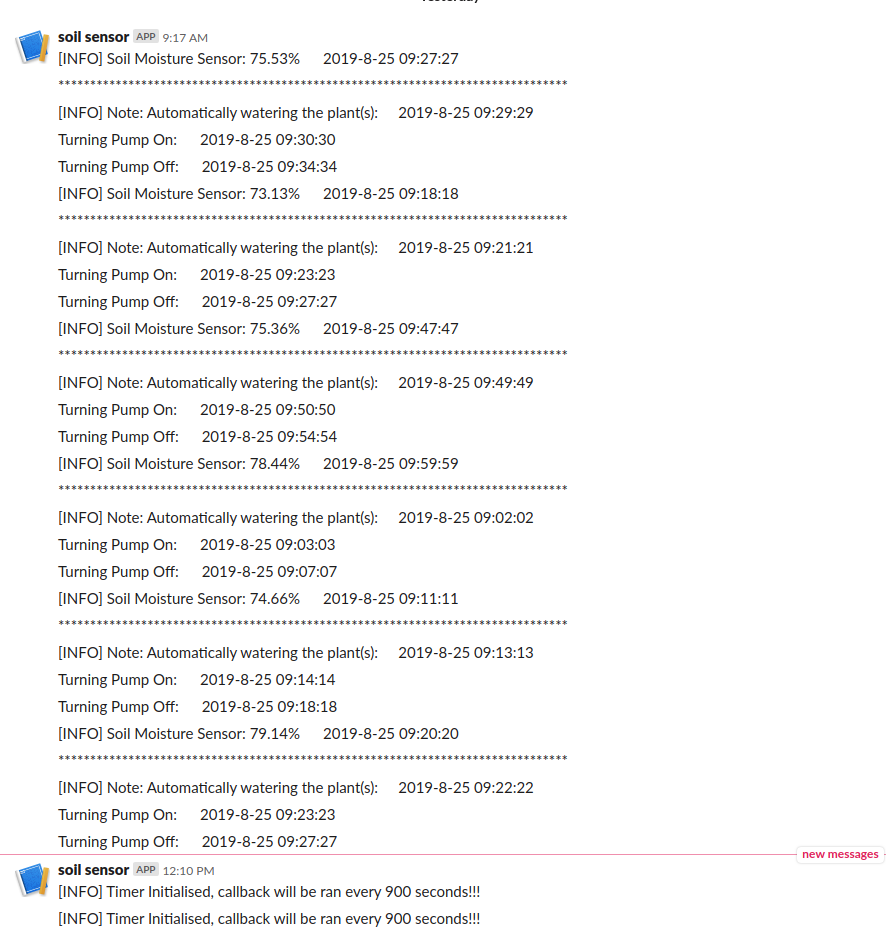 Yesterday
soil sensor APP 9:17 AM
[INFO] Soil Moisture Sensor: 75.53% 2019-8-25 09:27:27
********************************************************************************
[INFO] Note: Automatically watering the plant(s): 2019-8-25 09:29:29
Turning Pump On: 2019-8-25 09:30:30
Turning Pump Off: 2019-8-25 09:34:34
[INFO] Soil Moisture Sensor: 73.13% 2019-8-25 09:18:18
********************************************************************************
[INFO] Note: Automatically watering the plant(s): 2019-8-25 09:21:21
Turning Pump On: 2019-8-25 09:23:23
Turning Pump Off: 2019-8-25 09:27:27
[INFO] Soil Moisture Sensor: 75.36% 2019-8-25 09:47:47
********************************************************************************
[INFO] Note: Automatically watering the plant(s): 2019-8-25 09:49:49
Turning Pump On: 2019-8-25 09:50:50
Turning Pump Off: 2019-8-25 09:54:54
[INFO] Soil Moisture Sensor: 78.44% 2019-8-25 09:59:59
********************************************************************************
[INFO] Note: Automatically watering the plant(s): 2019-8-25 09:02:02
Turning Pump On: 2019-8-25 09:03:03
Turning Pump Off: 2019-8-25 09:07:07
[INFO] Soil Moisture Sensor: 74.66% 2019-8-25 09:11:11
********************************************************************************
[INFO] Note: Automatically watering the plant(s): 2019-8-25 09:13:13
Turning Pump On: 2019-8-25 09:14:14
Turning Pump Off: 2019-8-25 09:18:18
[INFO] Soil Moisture Sensor: 79.14% 2019-8-25 09:20:20
********************************************************************************
[INFO] Note: Automatically watering the plant(s): 2019-8-25 09:22:22
Turning Pump On: 2019-8-25 09:23:23
Turning Pump Off: 2019-8-25 09:27:27
new messages
soil sensor APP 12:10 PM
[INFO] Timer Initialised, callback will be ran every 900 seconds!!!
[INFO] Timer Initialised, callback will be ran every 900 seconds!!!